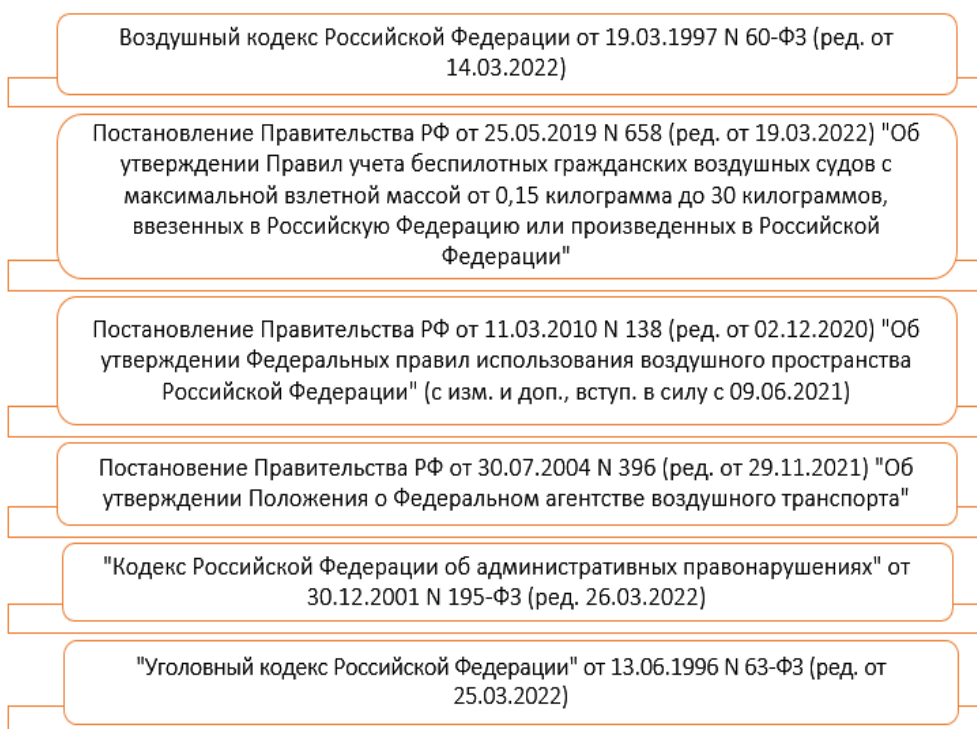 Воздушный кодекс Российской Федерации от 19.03.1997 N 60-ФЗ (ред. от
14.03.2022)
Постановление Правительства РФ от 25.05.2019 N 658 (ред. от 19.03.2022) "Об
утверждении Правил учета беспилотных гражданских воздушных судов с
максимальной взлетной массой от 0,15 килограмма до 30 килограммов,
ввезенных в Российскую Федерацию или произведенных в Российской
Федерации"
Постановление Правительства РФ от 11.03.2010 N 138 (ред. от 02.12.2020) "Об
утверждении Федеральных правил использования воздушного пространства
Российской Федерации" (с изм. и доп., вступ. в силу с 09.06.2021)
Постановение Правительства РФ от 30.07.2004 N 396 (ред. от 29.11.2021) "Об
утверждении Положения о Федеральном агентстве воздушного транспорта"
"Кодекс Российской Федерации об административных правонарушениях" от
30.12.2001 N 195-ФЗ (ред. 26.03.2022)
"Уголовный кодекс Российской Федерации" от 13.06.1996 N 63-ФЗ (ред. от
25.03.2022)